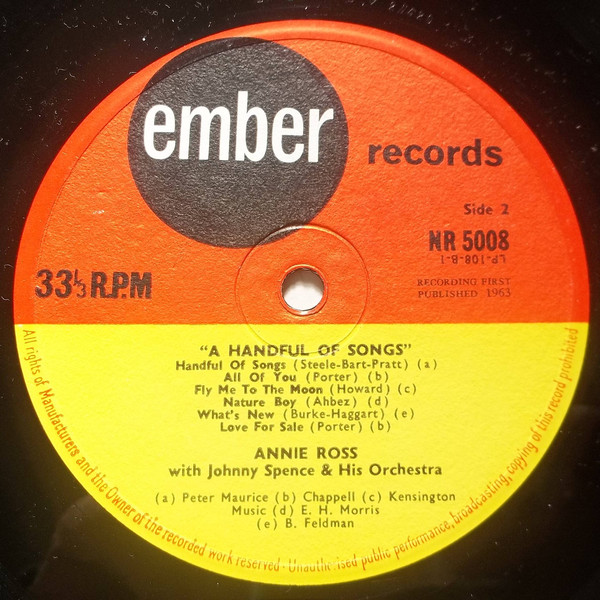 ember
records
Side 2
NR 5008
LP-108-B-1
33⅓ R.P.M
RECORDING FIRST
PUBLISHED 1963
"A HANDFUL OF SONGS"
Handful Of Songs (Steele-Bart-Pratt) (a)
All Of You (Porter) (b)
Fly Me To The Moon (Howard) (c)
Nature Boy (Ahbez) (d)
What's New (Burke-Haggart) (e)
Love For Sale (Porter) (b)
ANNIE ROSS
with Johnny Spence & His Orchestra
(a) Peter Maurice (b) Chappell (c) Kensington
Music (d) E. H. Morris
(e) B. Feldman
All rights of Manufacturers and the Owner of the recorded work reserved - Unauthorised public performance, broadcasting, copying of this record prohibited